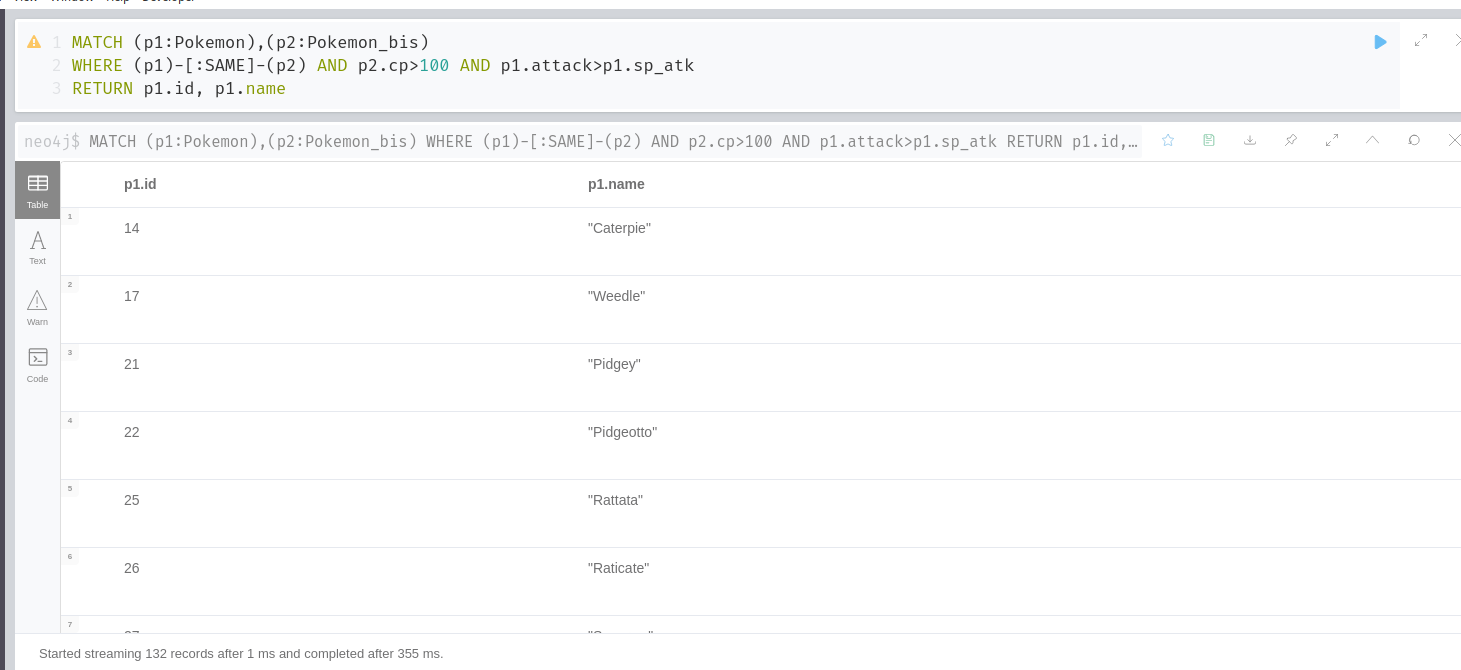 Window Help Developer
1 MATCH (p1:Pokemon),(p2:Pokemon_bis)
2 WHERE (p1)-[:SAME]-(p2) AND p2.cp>100 AND p1.attack>p1.sp_atk
3 RETURN p1.id, p1.name
neo4j$ MATCH (p1:Pokemon),(p2:Pokemon_bis) WHERE (p1)-[:SAME]-(p2) AND p2.cp>100 AND p1.attack>p1.sp_atk RETURN p1.id,…
p1.id p1.name
Table
1 14 "Caterpie"
Text
2 17 "Weedle"
Warn
3 21 "Pidgey"
Code
4 22 "Pidgeotto"
5 25 "Rattata"
6 26 "Raticate"
7
Started streaming 132 records after 1 ms and completed after 355 ms.